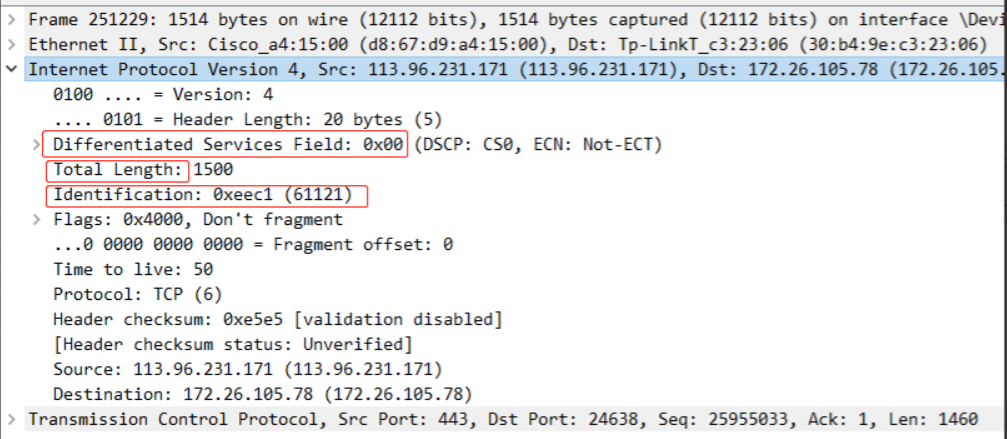 Frame 251229: 1514 bytes on wire (12112 bits), 1514 bytes captured (12112 bits) on interface \Devi
Ethernet II, Src: Cisco_a4:15:00 (d8:67:d9:a4:15:00), Dst: Tp-LinkT_c3:23:06 (30:b4:9e:c3:23:06)
Internet Protocol Version 4, Src: 113.96.231.171 (113.96.231.171), Dst: 172.26.105.78 (172.26.105.
0100 .... = Version: 4
.... 0101 = Header Length: 20 bytes (5)
Differentiated Services Field: 0x00 (DSCP: CS0, ECN: Not-ECT)
Total Length: 1500
Identification: 0xeec1 (61121)
Flags: 0x4000, Don't fragment
...0 0000 0000 0000 = Fragment offset: 0
Time to live: 50
Protocol: TCP (6)
Header checksum: 0xe5e5 [validation disabled]
[Header checksum status: Unverified]
Source: 113.96.231.171 (113.96.231.171)
Destination: 172.26.105.78 (172.26.105.78)
Transmission Control Protocol, Src Port: 443, Dst Port: 24638, Seq: 25955033, Ack: 1, Len: 1460